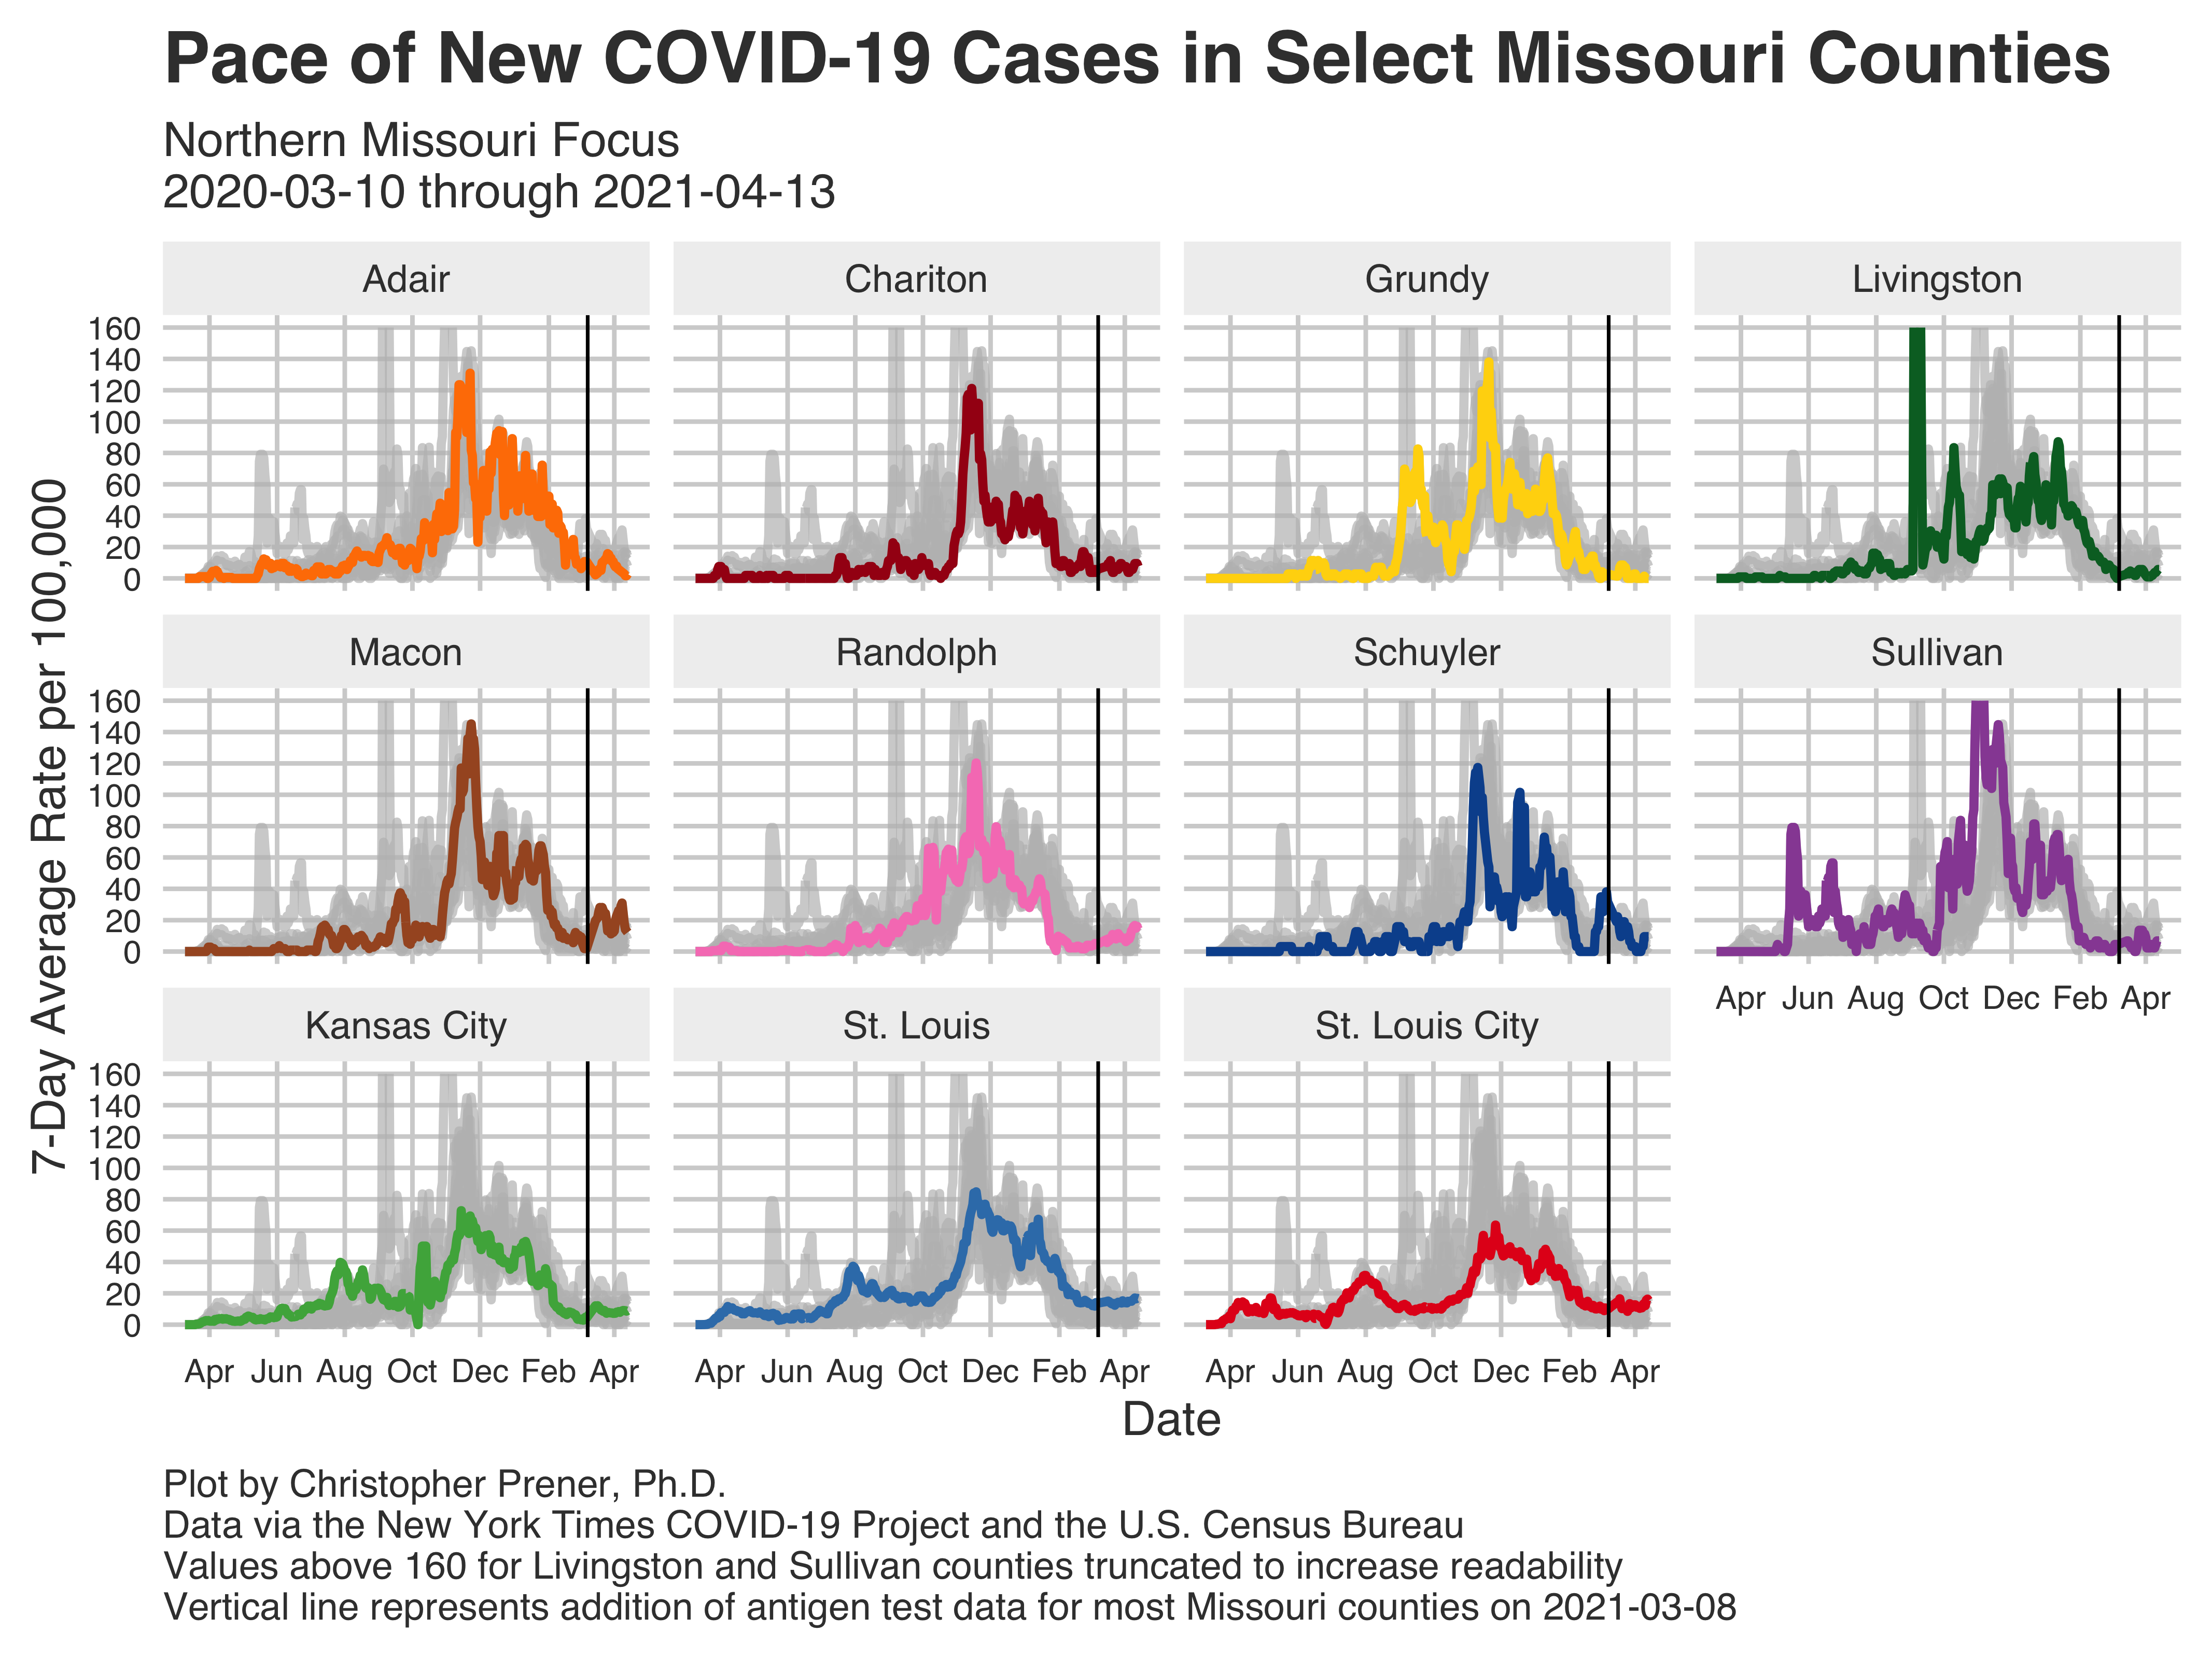 Pace of New COVID-19 Cases in Select Missouri Counties
Northern Missouri Focus
2020-03-10 through 2021-04-13
7-Day Average Rate per 100,000
Adair
Chariton
Grundy
Livingston
160
140
120
100
80
60
40
20
0
Macon
Randolph
Schuyler
Sullivan
160
140
120
100
80
60
40
20
0
Apr Jun Aug Oct Dec Feb Apr
Kansas City
St. Louis
St. Louis City
160
140
120
100
80
60
40
20
0
Apr Jun Aug Oct Dec Feb Apr
Apr Jun Aug Oct Dec Feb Apr
Apr Jun Aug Oct Dec Feb Apr
Date
Plot by Christopher Prener, Ph.D.
Data via the New York Times COVID-19 Project and the U.S. Census Bureau
Values above 160 for Livingston and Sullivan counties truncated to increase readability
Vertical line represents addition of antigen test data for most Missouri counties on 2021-03-08